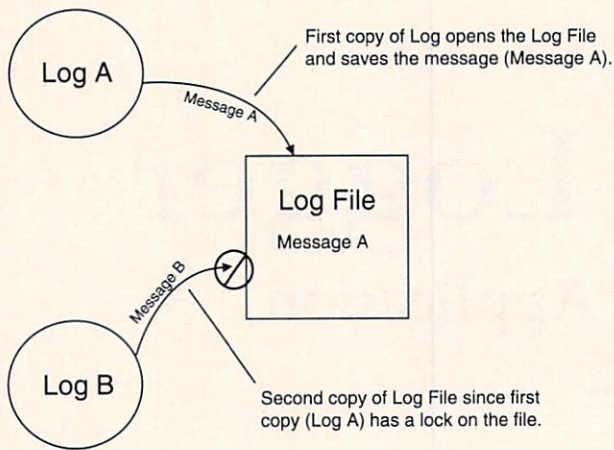 First copy of Log opens the Log File
and saves the message (Message A).
Log A
Message A
Log File
Message A
Message B
Log B
Second copy of Log File since first
copy (Log A) has a lock on the file.